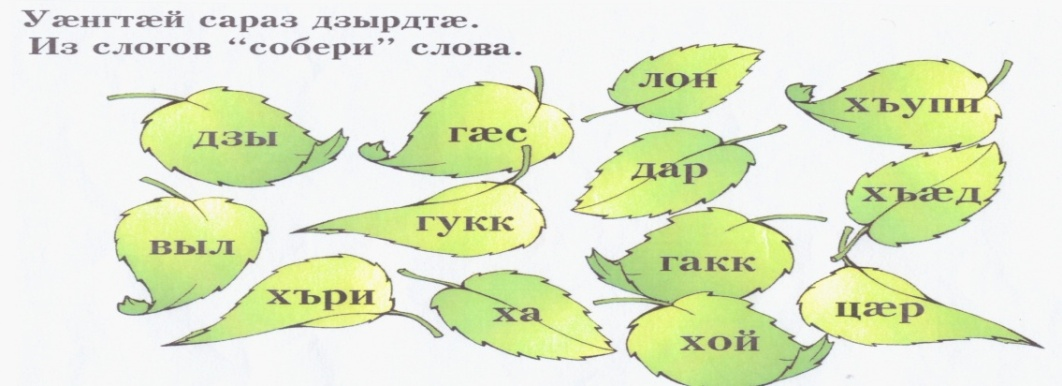 Уæнгтæй сараз дзырдтæ.
Из слогов “собери” слова.
лон
дзы
гæс
хъупи
дар
хъæд
гукк
выл
гакк
хъри
ха
цæр
хой